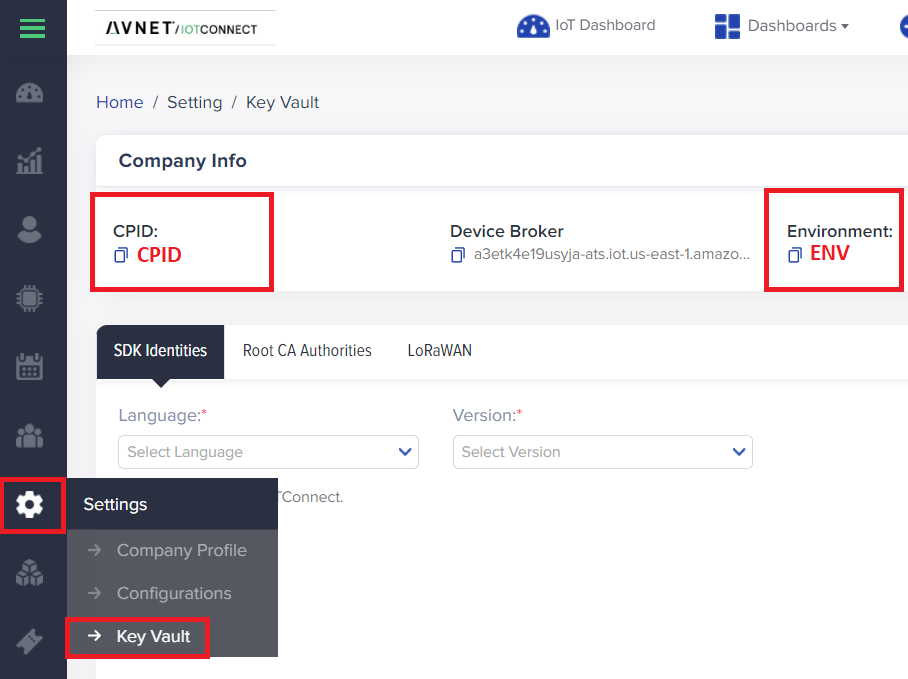 AVNET/IOTCONNECT
IoT Dashboard
Dashboards
Home / Setting / Key Vault
Company Info
CPID:
CPID
Device Broker
a3etk4e19usyja-ats.iot.us-east-1.amazo...
Environment:
ENV
SDK Identities
Root CA Authorities
LoRaWAN
Language:*
Version:*
Select Language
Select Version
TConnect.
Settings
→ Company Profile
→ Configurations
→ Key Vault